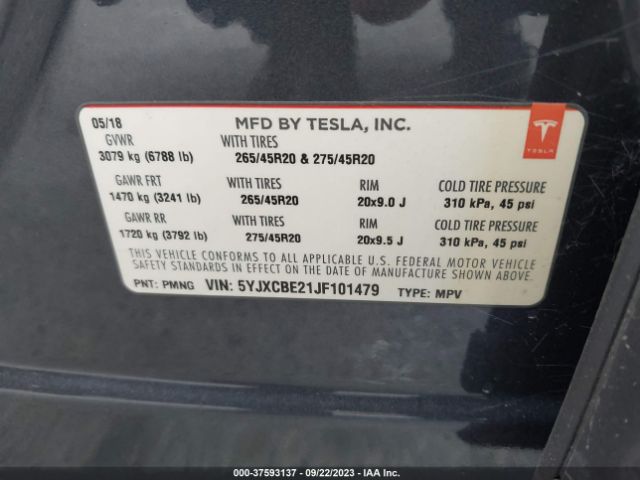 05/18 MFD BY TESLA, INC.
GVWR WITH TIRES
3079 kg (6788 lb) 265/45R20 & 275/45R20
GAWR FRT WITH TIRES RIM COLD TIRE PRESSURE
1470 kg (3241 lb) 265/45R20 20x9.0 J 310 kPa, 45 psi
GAWR RR WITH TIRES RIM COLD TIRE PRESSURE
1720 kg (3792 lb) 275/45R20 20x9.5 J 310 kPa, 45 psi
THIS VEHICLE CONFORMS TO ALL APPLICABLE U.S. FEDERAL MOTOR VEHICLE
SAFETY STANDARDS IN EFFECT ON THE DATE OF MANUFACTURE SHOWN ABOVE.
PNT: PMNG VIN: 5YJXCBE21JF101479 TYPE: MPV
TESLA
000-37593137 - 09/22/2023 - IAA Inc.